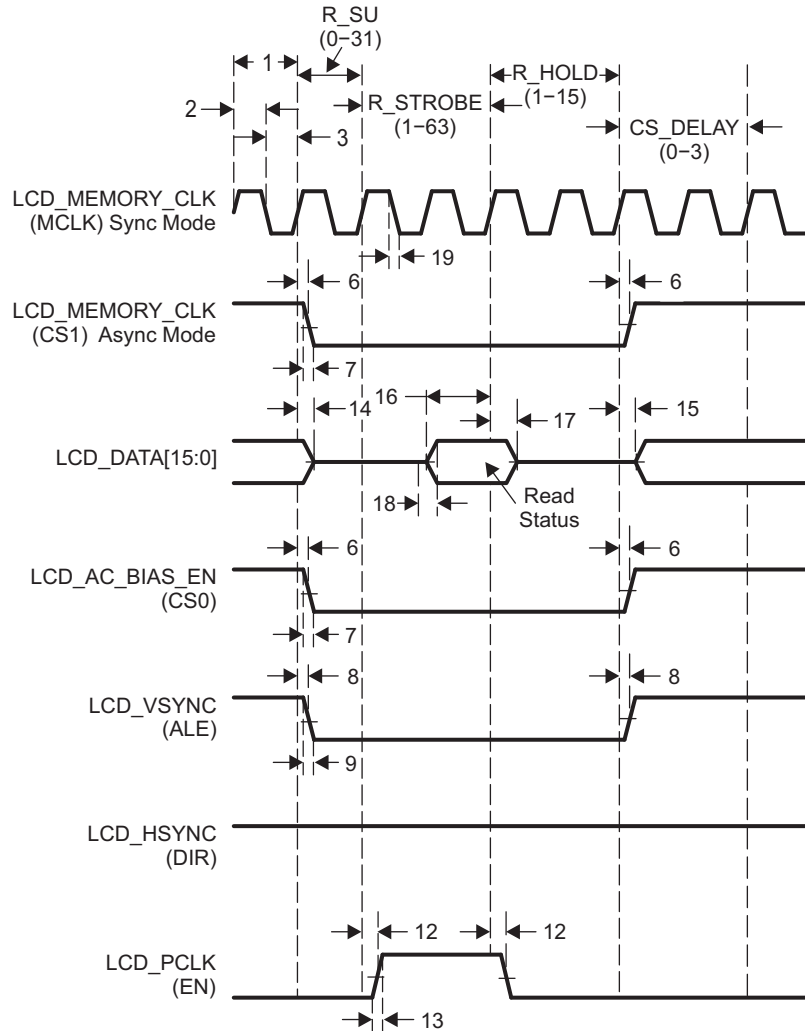 R_SU
(0–31)
1
R_HOLD
(1–15)
2
R_STROBE
(1–63)
3
CS_DELAY
(0–3)
LCD_MEMORY_CLK
(MCLK) Sync Mode
19
6
6
LCD_MEMORY_CLK
(CS1) Async Mode
7
16
14
17
15
LCD_DATA[15:0]
18
Read
Status
6
6
LCD_AC_BIAS_EN
(CS0)
7
8
8
LCD_VSYNC
(ALE)
9
LCD_HSYNC
(DIR)
12
12
LCD_PCLK
(EN)
13